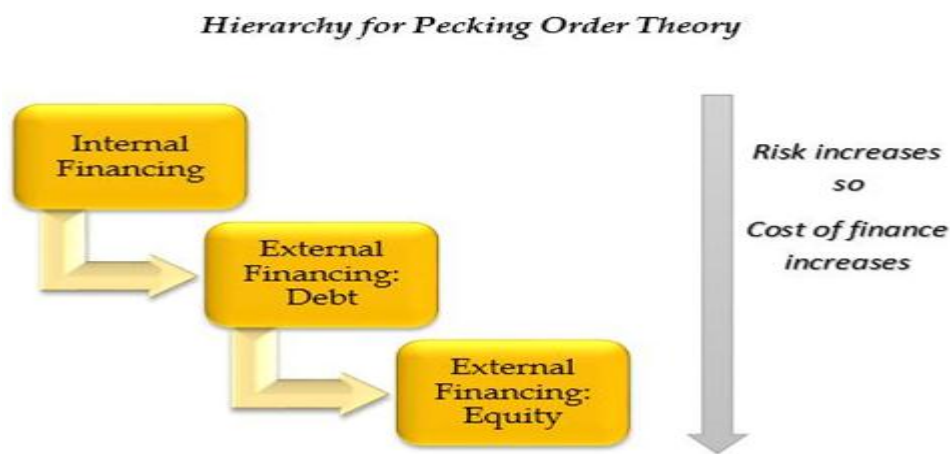 Hierarchy for Pecking Order Theory
Internal
Financing
External
Financing:
Debt
External
Financing:
Equity
Risk increases
so
Cost of finance
increases